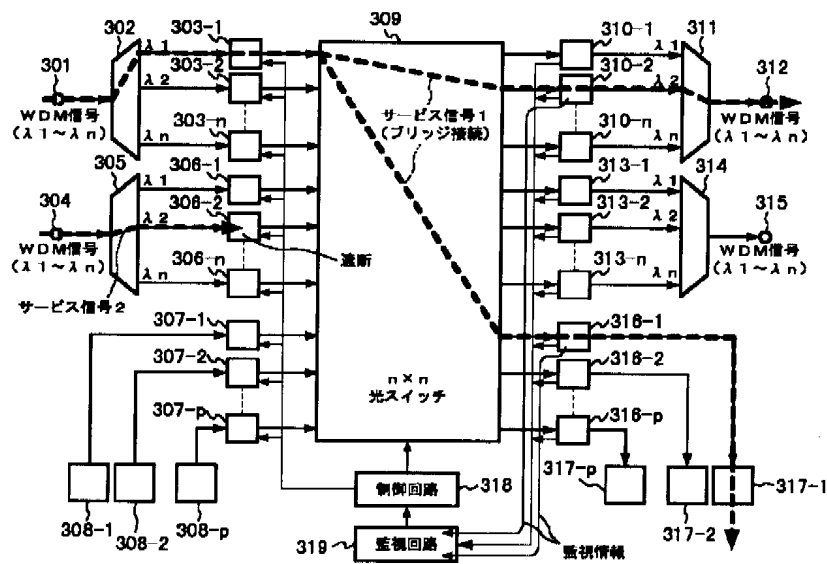 302
301
WDM信号
(λ1~λn)
λ1
λ2
λn
303-1
303-2
303-n
305
304
WDM信号
(λ1~λn)
λ1
λ2
λn
サービス信号2
306-1
306-2
306-n
遮断
307-1
307-2
307-p
308-1
308-2
308-p
309
サービス信号1
(ブリッジ接続)
n×n
光スイッチ
310-1
310-2
310-n
λ1
λ2
λn
311
312
WDM信号
(λ1~λn)
313-1
313-2
313-n
λ1
λ2
λn
314
315
WDM信号
(λ1~λn)
316-1
316-2
316-p
317-p
317-2
317-1
制御回路
318
319
監視回路
監視情報